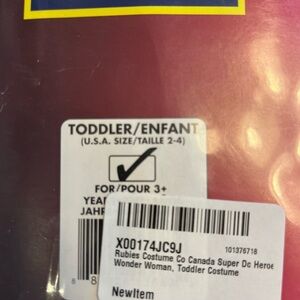 TODDLER/ENFANT
(U.S.A. SIZE/TAILLE 2-4)
FOR/POUR 3+
YEA
JAHR
8
X00174JC9J
101376718
Rubies Costume Co Canada Super Dc Heroe
Wonder Woman, Toddler Costume
NewItem